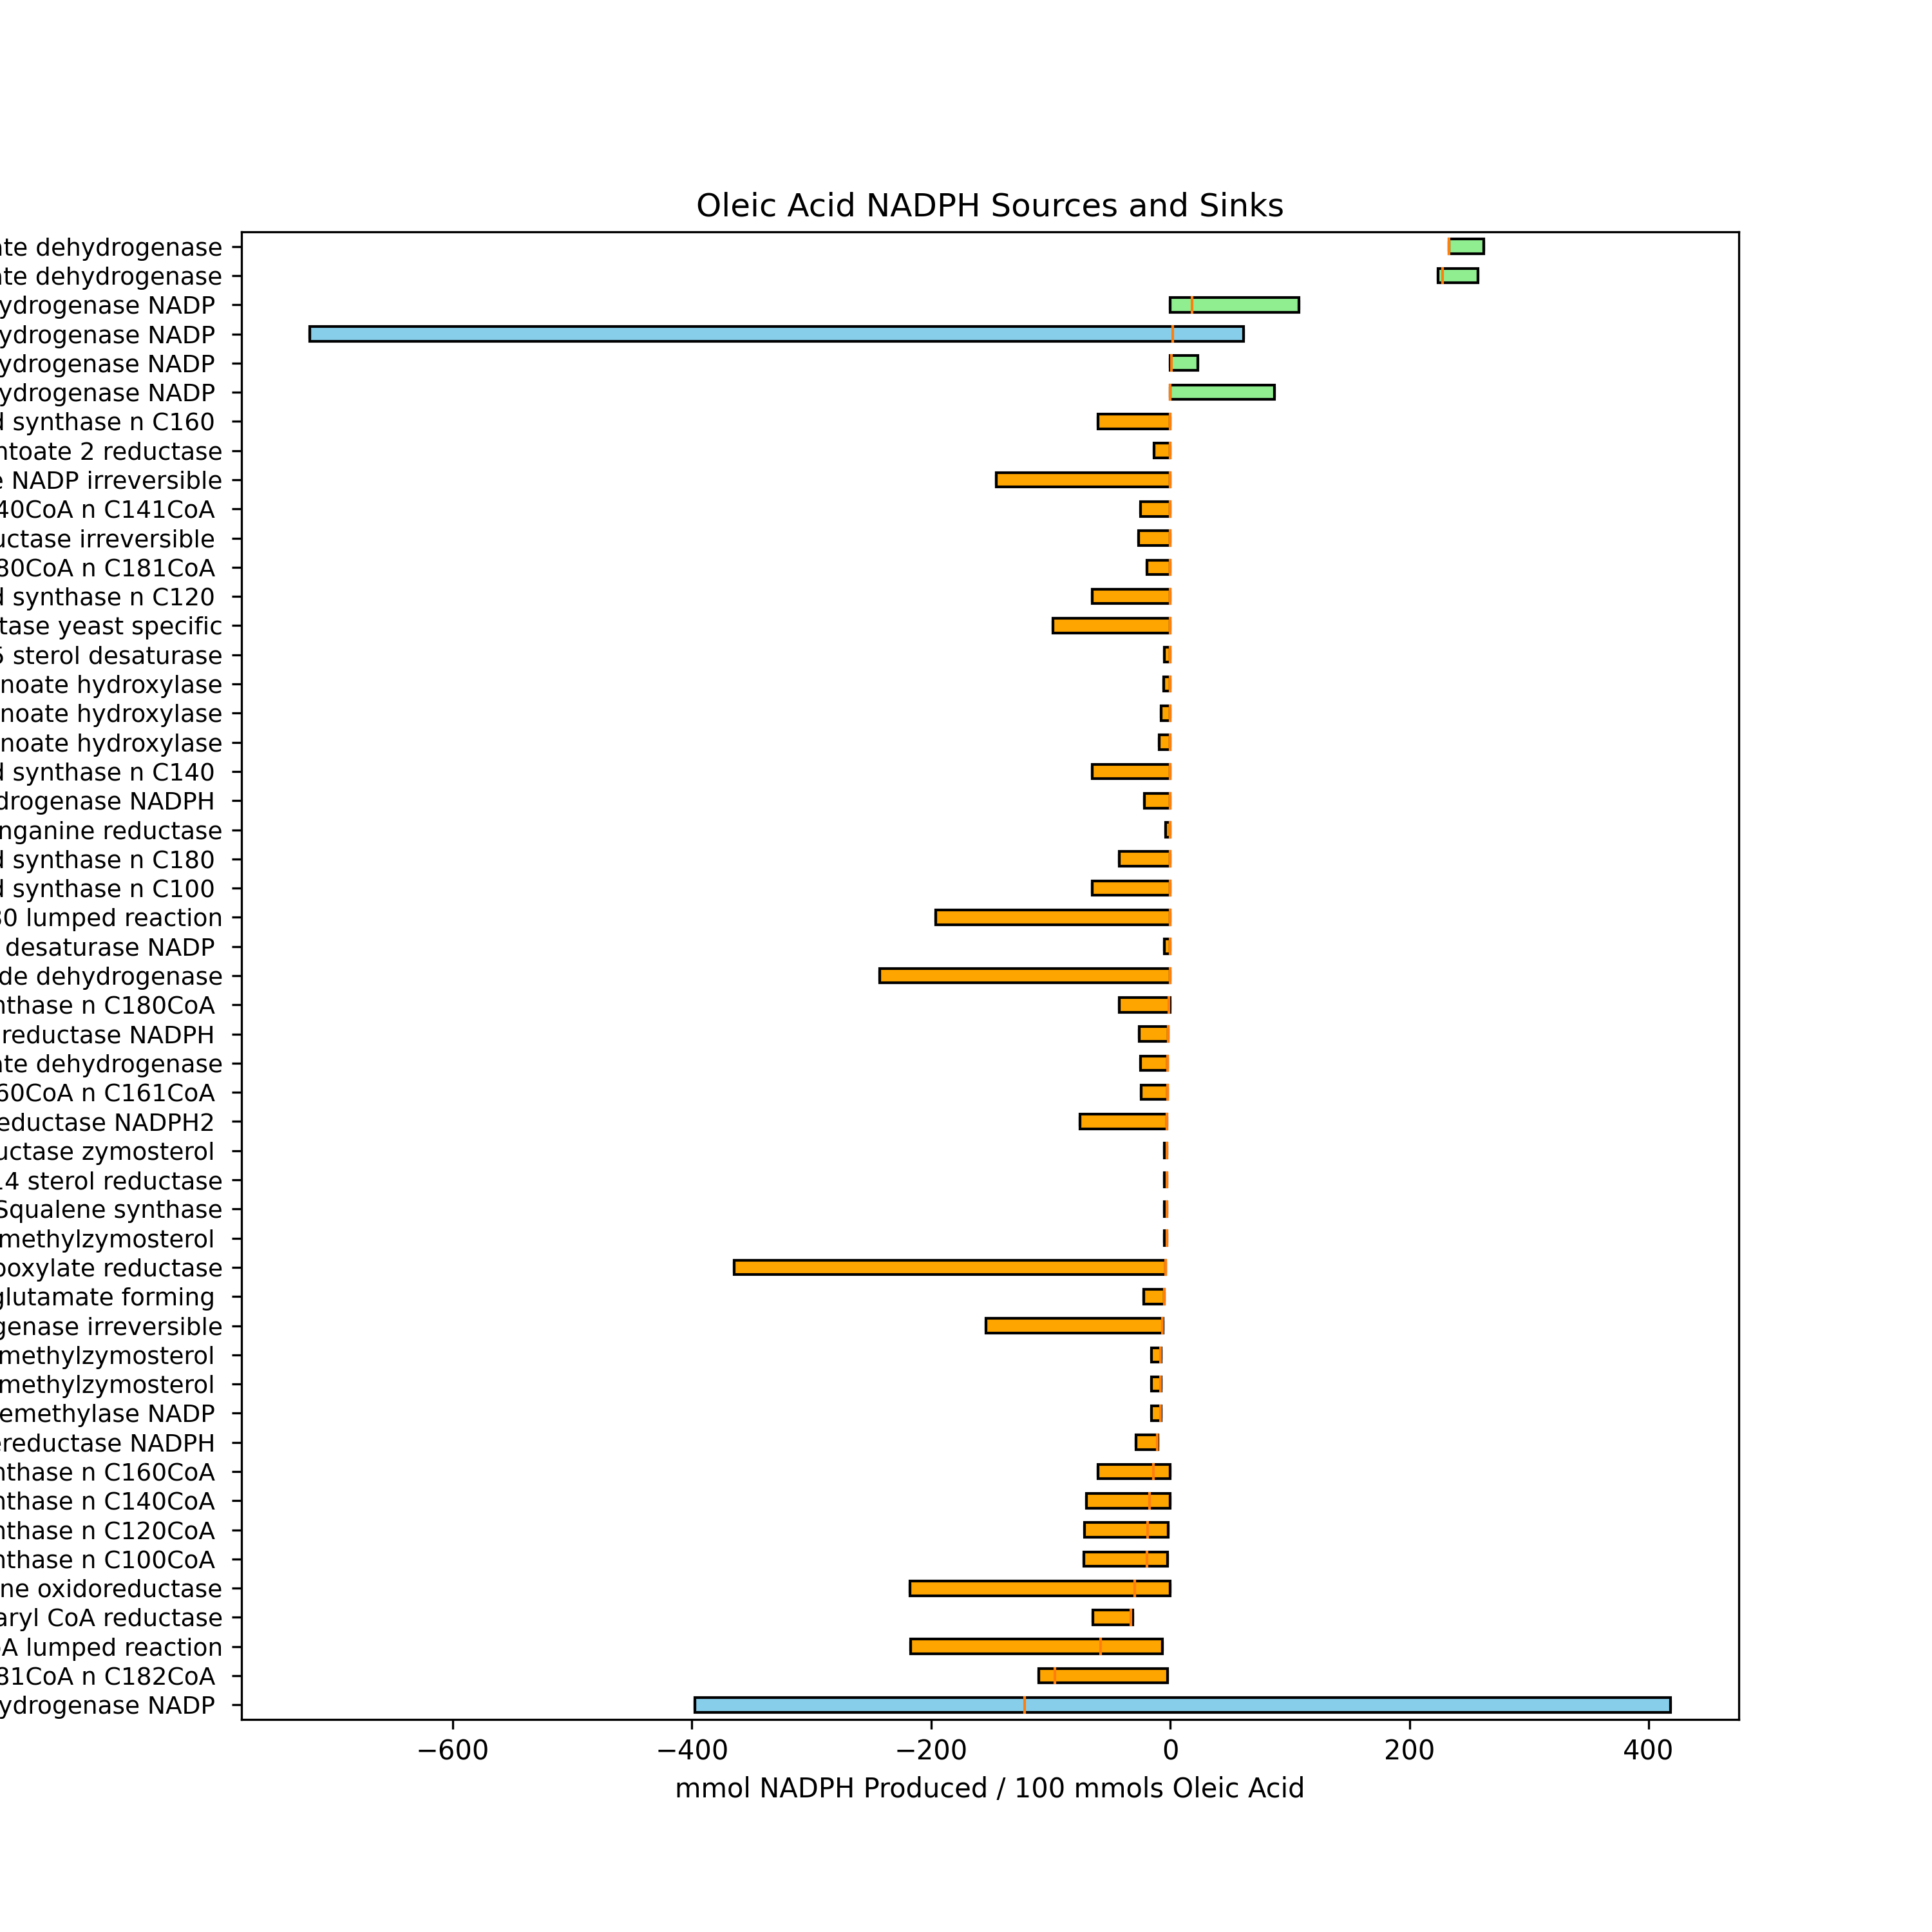 Oleic Acid NADPH Sources and Sinks
ate dehydrogenase
ate dehydrogenase
ydrogenase NADP
ydrogenase NADP
ydrogenase NADP
ydrogenase NADP
d synthase n C160
ntoate 2 reductase
e NADP irreversible
40CoA n C141CoA
uctase irreversible
80CoA n C181CoA
d synthase n C120
tase yeast specific
5 sterol desaturase
noate hydroxylase
noate hydroxylase
noate hydroxylase
d synthase n C140
drogenase NADPH
nganine reductase
d synthase n C180
d synthase n C100
80 lumped reaction
desaturase NADP
de dehydrogenase
nthase n C180CoA
reductase NADPH
ate dehydrogenase
60CoA n C161CoA
eductase NADPH2
uctase zymosterol
14 sterol reductase
Squalene synthase
methylzymosterol
boxylate reductase
glutamate forming
genase irreversible
methylzymosterol
methylzymosterol
emethylase NADP
reductase NADPH
nthase n C160CoA
nthase n C140CoA
nthase n C120CoA
nthase n C100CoA
ne oxidoreductase
aryl CoA reductase
A lumped reaction
81CoA n C182CoA
ydrogenase NADP
−600 −400 −200 0 200 400
mmol NADPH Produced / 100 mmols Oleic Acid